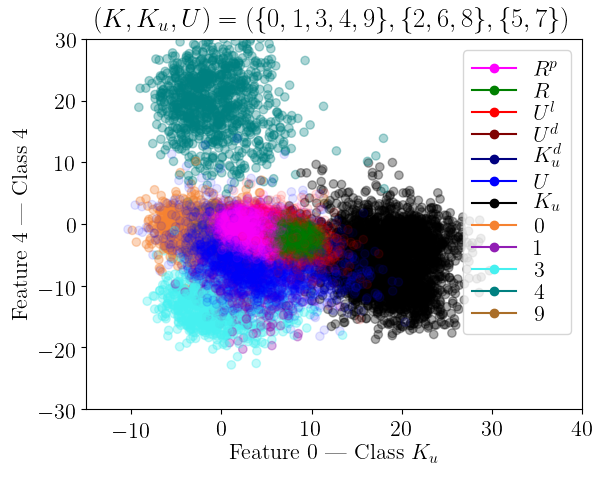 (K, K_u, U) = ({0, 1, 3, 4, 9}, {2, 6, 8}, {5, 7})
30
20
10
0
−10
−20
−30
Feature 4 — Class 4
−10
0
10
20
30
40
Feature 0 — Class K_u
R^p
R
U^l
U^d
K_u^d
U
K_u
0
1
3
4
9